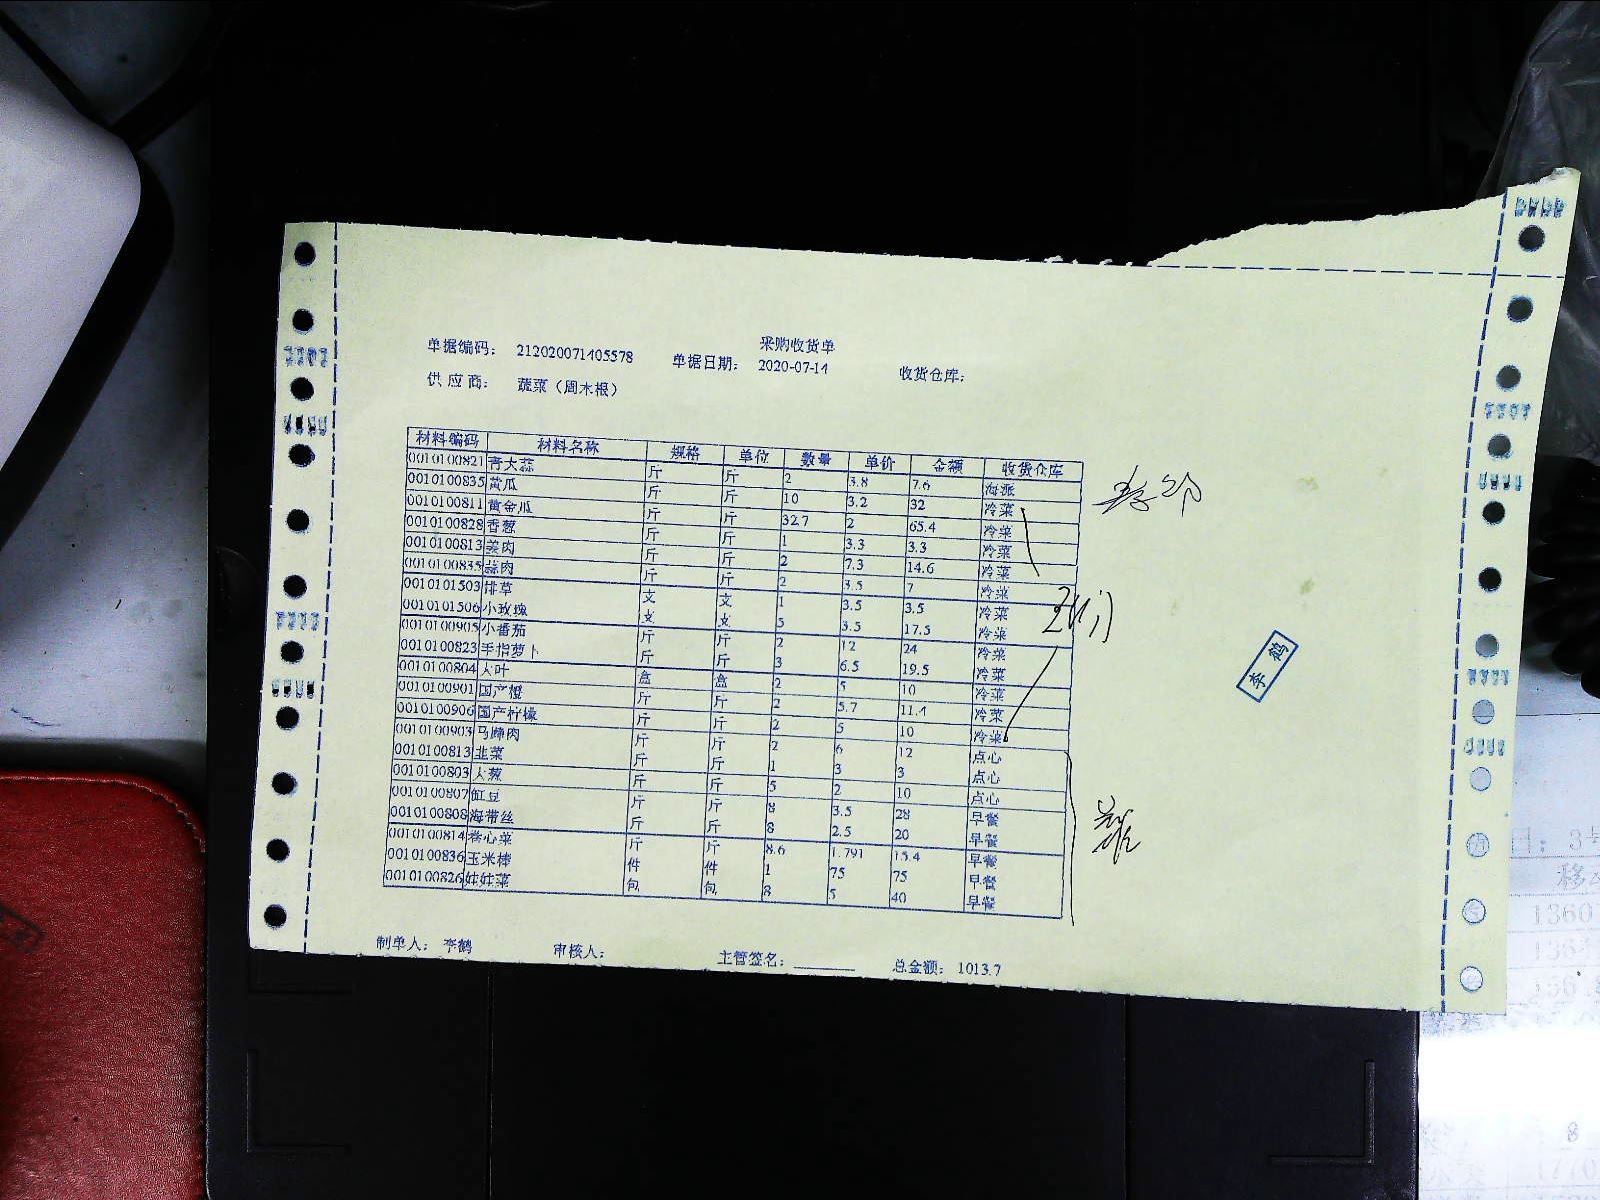 采购收货单
单据编码: 212020071405578 单据日期: 2020-07-14 收货仓库:
供应商: 蔬菜(周木根)
材料编码 材料名称 规格 单位 数量 单价 金额 收货仓库
0010100821 青大蒜 斤 斤 2 3.8 7.6 海派
0010100835 黄瓜 斤 斤 10 3.2 32 冷菜
0010100811 黄金瓜 斤 斤 32.7 2 65.4 冷菜
0010100828 香葱 斤 斤 1 3.3 3.3 冷菜
0010100813 姜肉 斤 斤 2 7.3 14.6 冷菜
0010100835 蒜肉 斤 斤 2 3.5 7 冷菜
0010101503 排草 支 支 1 3.5 3.5 冷菜
0010101506 小玫瑰 支 支 5 3.5 17.5 冷菜
0010100905 小番茄 斤 斤 2 12 24 冷菜
0010100823 手指萝卜 斤 斤 3 6.5 19.5 冷菜
0010100804 大叶 盒 盒 2 5 10 冷菜
0010100901 国产橙 斤 斤 2 5.7 11.4 冷菜
0010100906 国产柠檬 斤 斤 2 5 10 冷菜
0010100903 马蹄肉 斤 斤 2 6 12 点心
0010100813 韭菜 斤 斤 1 3 3 点心
0010100803 大葱 斤 斤 5 2 10 点心
0010100807 缸豆 斤 斤 8 3.5 28 早餐
0010100808 海带丝 斤 斤 8 2.5 20 早餐
0010100814 卷心菜 斤 斤 8.6 1.791 15.4 早餐
0010100836 玉米棒 件 件 1 75 75 早餐
0010100826 娃娃菜 包 包 8 5 40 早餐
制单人: 李鹤 审核人: 主管签名: 总金额: 1013.7
李鹤